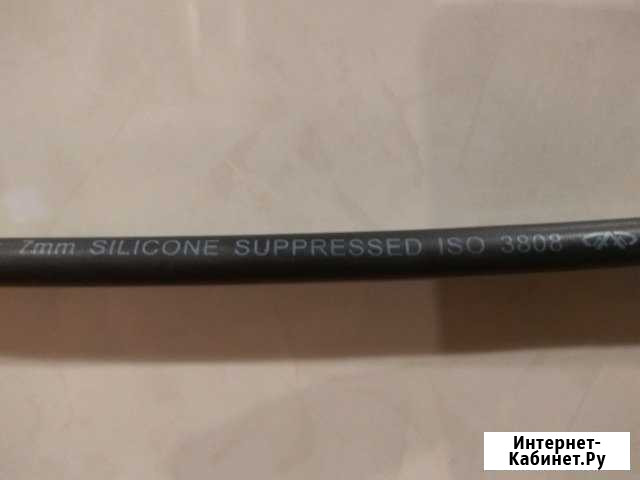 7mm SILICONE SUPPRESSED ISO 3808
Интернет-
Кабинет.Ру